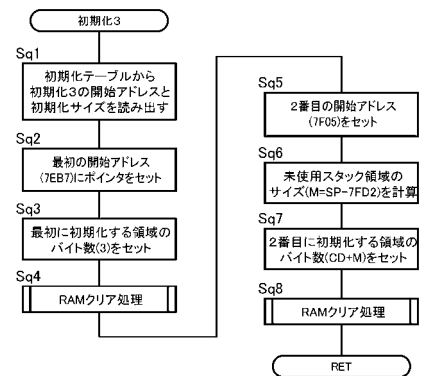 初期化3
Sq1
初期化テーブルから
初期化3の開始アドレスと
初期化サイズを読み出す
Sq2
最初の開始アドレス
(7EB7)にポインタをセット
Sq3
最初に初期化する領域の
バイト数(3)をセット
Sq4
RAMクリア処理
Sq5
2番目の開始アドレス
(7F05)をセット
Sq6
未使用スタック領域の
サイズ(M=SP-7FD2)を計算
Sq7
2番目に初期化する領域の
バイト数(CD+M)をセット
Sq8
RAMクリア処理
RET